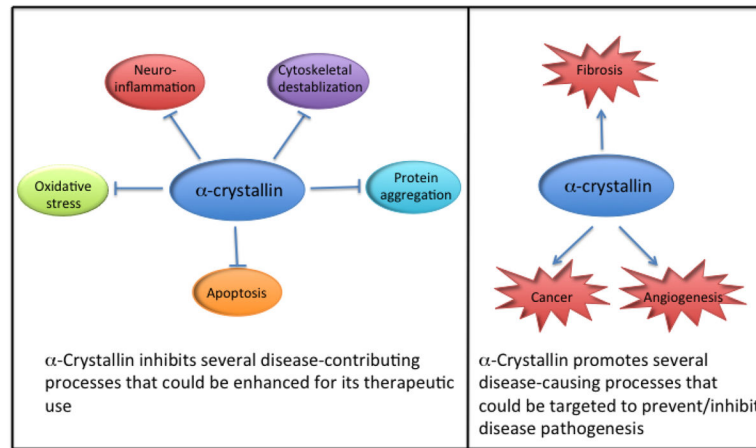 Neuro-
inflammation
Cytoskeletal
destablization
Oxidative
stress
α-crystallin
Protein
aggregation
Apoptosis
α-Crystallin inhibits several disease-contributing
processes that could be enhanced for its therapeutic
use
Fibrosis
α-crystallin
Cancer
Angiogenesis
α-Crystallin promotes several
disease-causing processes that
could be targeted to prevent/inhibit
disease pathogenesis